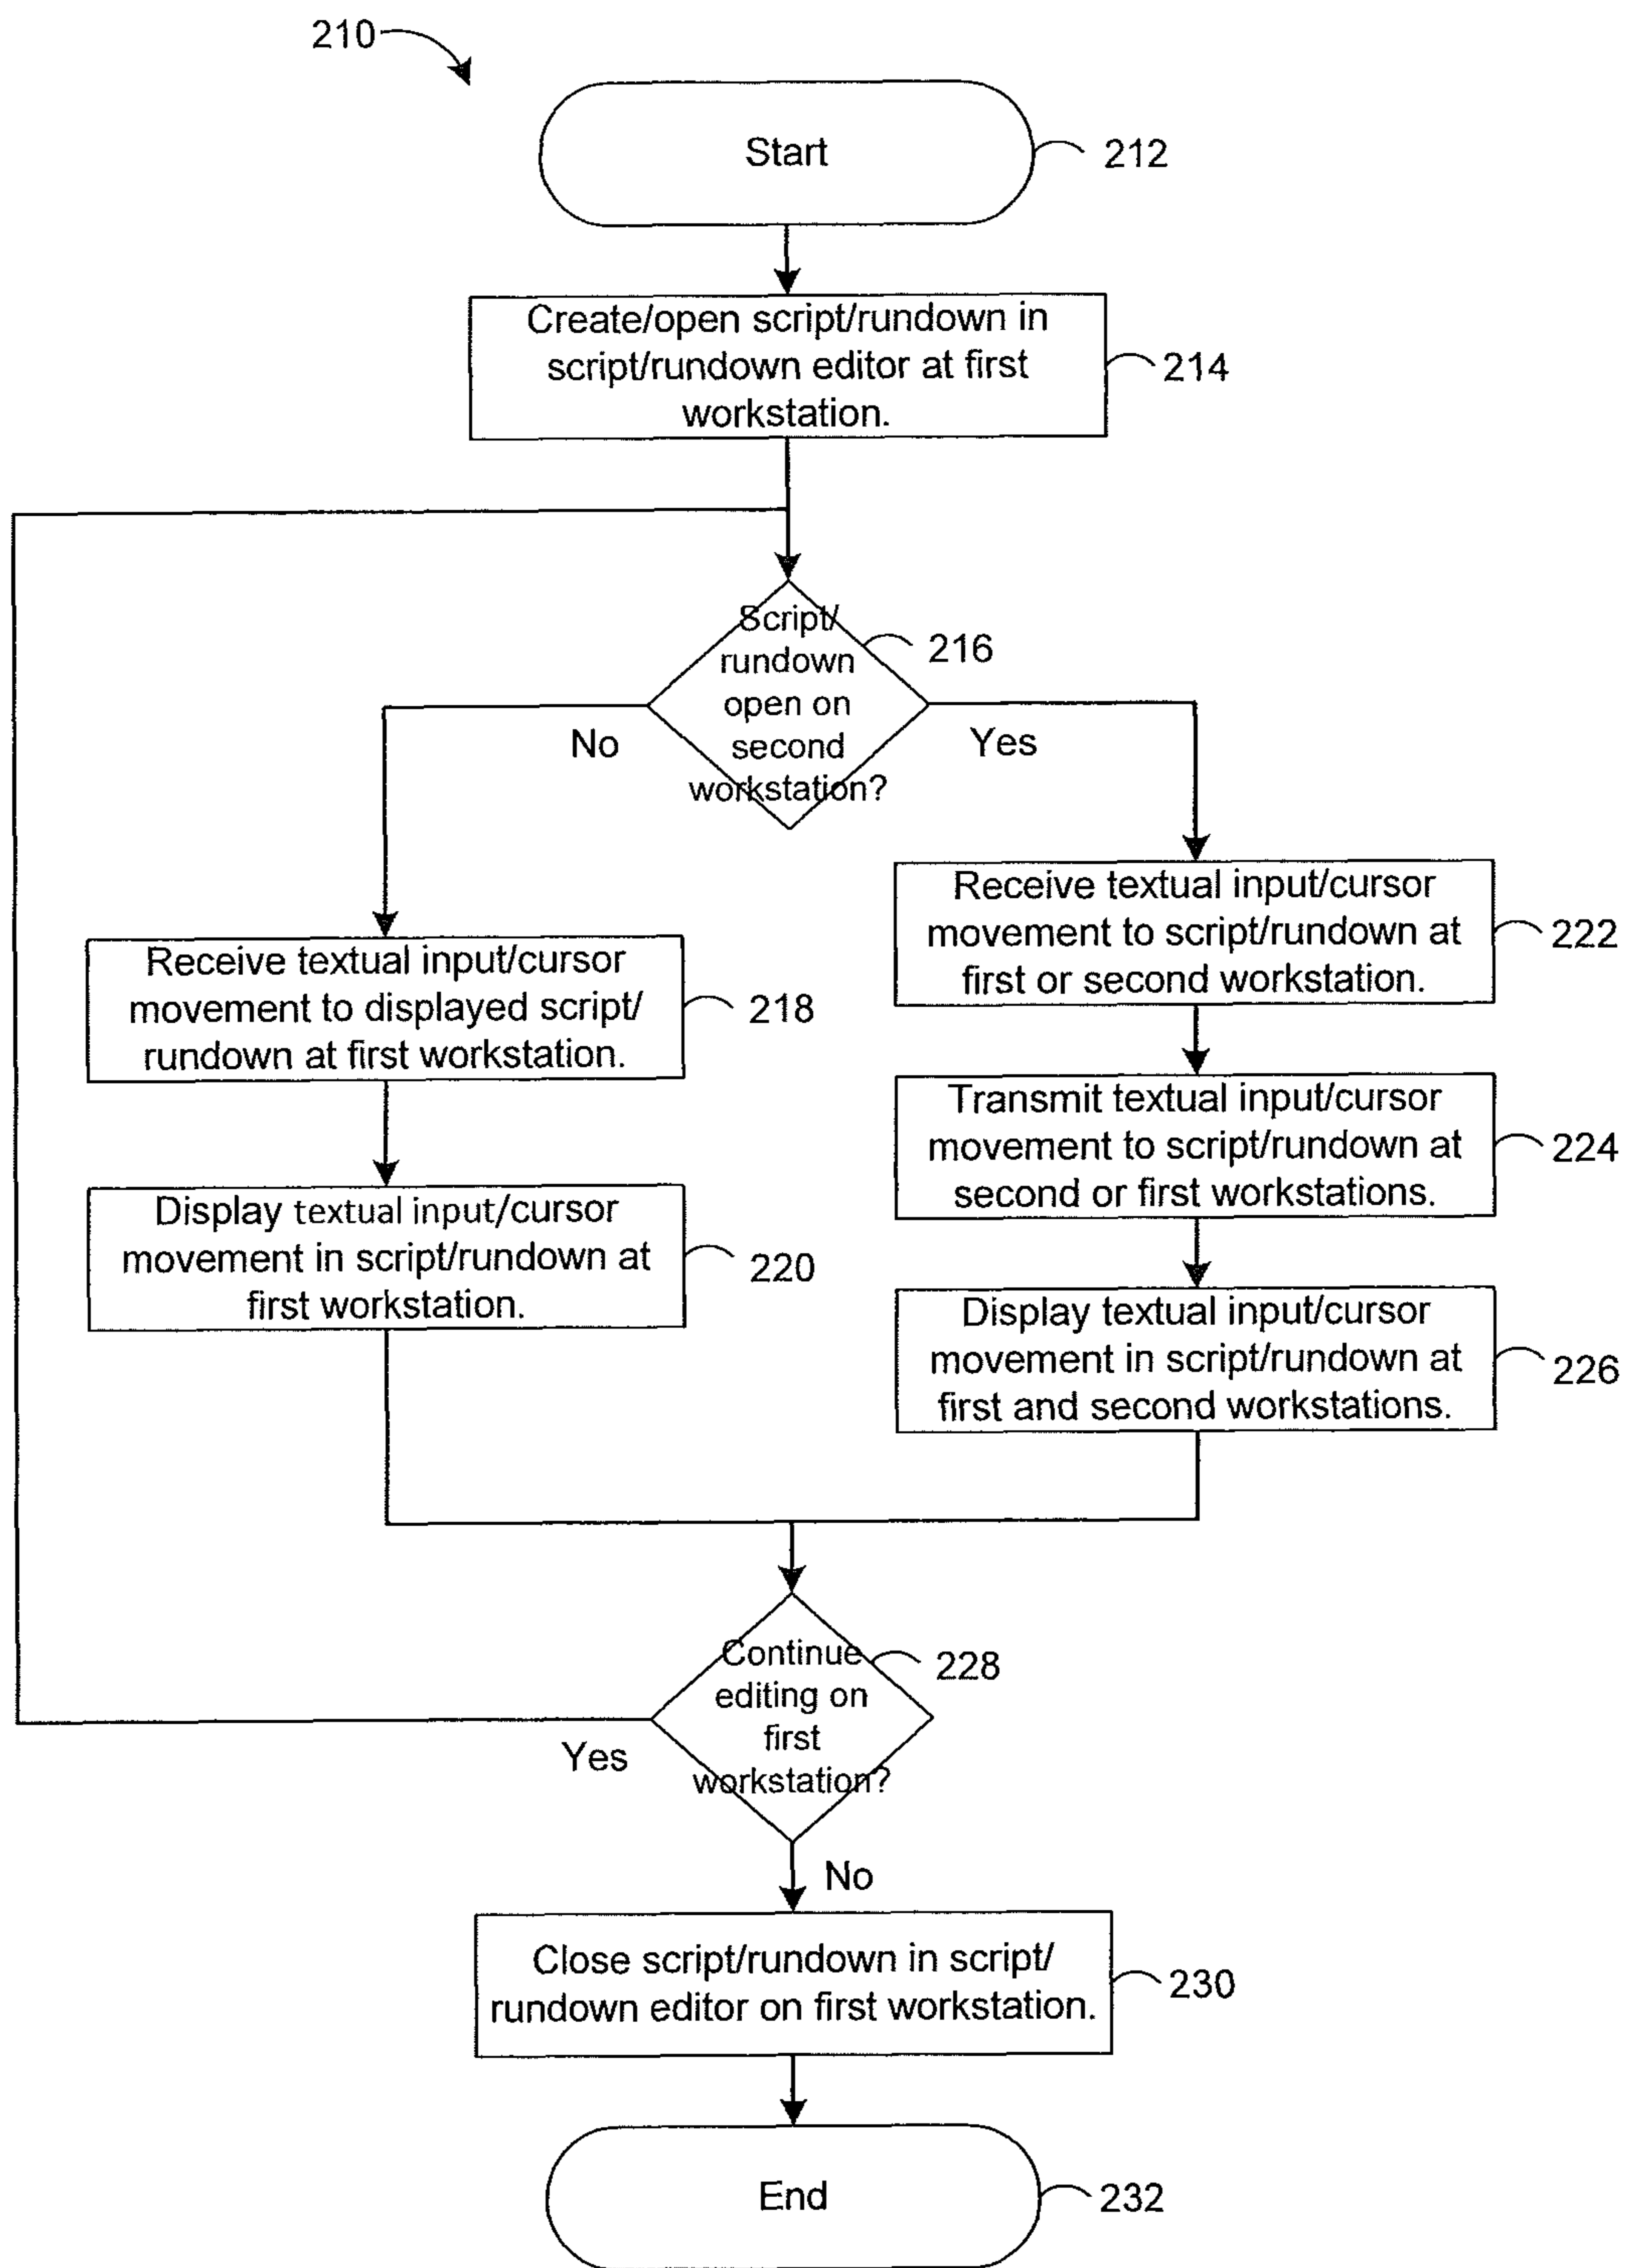 210
Start
212
Create/open script/rundown in
script/rundown editor at first
workstation.
214
Script/
rundown
open on
second
workstation?
216
No
Yes
Receive textual input/cursor
movement to displayed script/
rundown at first workstation.
218
Display textual input/cursor
movement in script/rundown at
first workstation.
220
Receive textual input/cursor
movement to script/rundown at
first or second workstation.
222
Transmit textual input/cursor
movement to script/rundown at
second or first workstations.
224
Display textual input/cursor
movement in script/rundown at
first and second workstations.
226
Continue
editing on
first
workstation?
228
Yes
No
Close script/rundown in script/
rundown editor on first workstation.
230
End
232